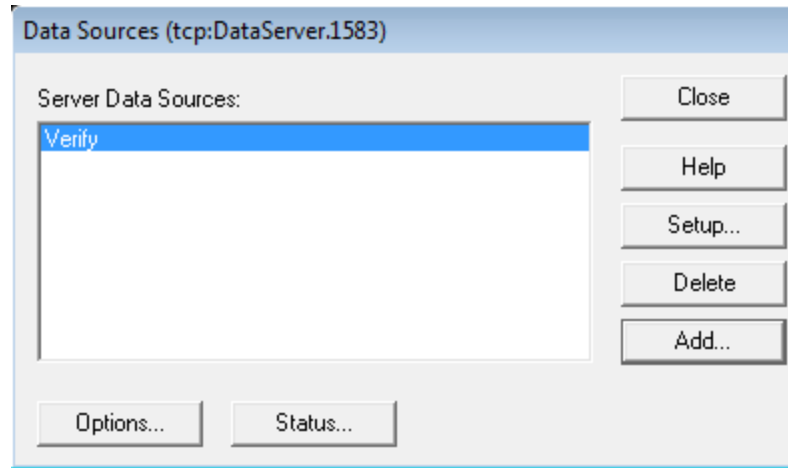 Data Sources (tcp:DataServer.1583)
Server Data Sources:
Verify
Close
Help
Setup...
Delete
Add...
Options...
Status...